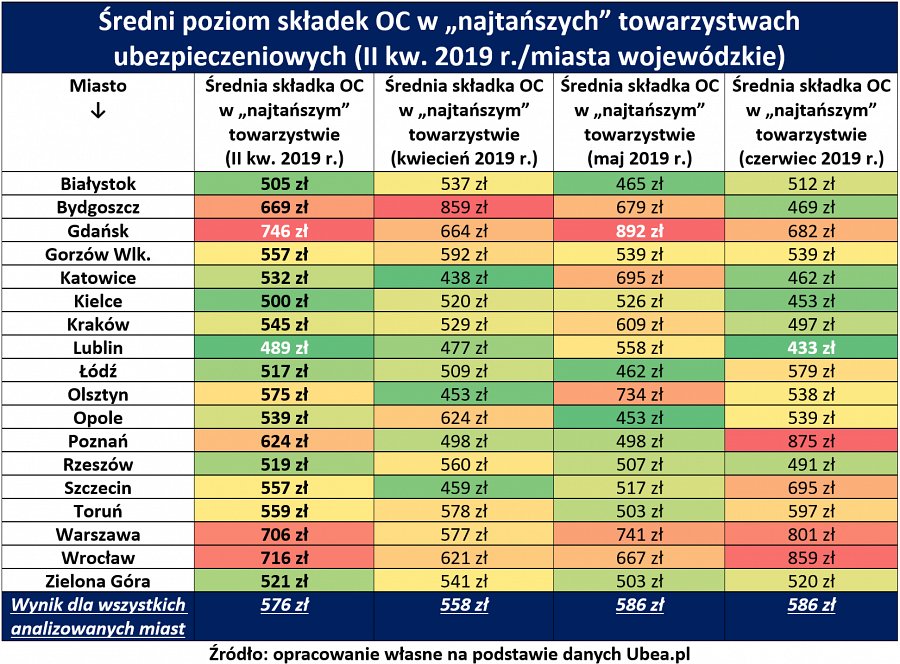 Średni poziom składek OC w „najtańszych” towarzystwach
ubezpieczeniowych (II kw. 2019 r./miasta wojewódzkie)
Miasto ↓ Średnia składka OC w „najtańszym” towarzystwie (II kw. 2019 r.) Średnia składka OC w „najtańszym” towarzystwie (kwiecień 2019 r.) Średnia składka OC w „najtańszym” towarzystwie (maj 2019 r.) Średnia składka OC w „najtańszym” towarzystwie (czerwiec 2019 r.)
Białystok 505 zł 537 zł 465 zł 512 zł
Bydgoszcz 669 zł 859 zł 679 zł 469 zł
Gdańsk 746 zł 664 zł 892 zł 682 zł
Gorzów Wlk. 557 zł 592 zł 539 zł 539 zł
Katowice 532 zł 438 zł 695 zł 462 zł
Kielce 500 zł 520 zł 526 zł 453 zł
Kraków 545 zł 529 zł 609 zł 497 zł
Lublin 489 zł 477 zł 558 zł 433 zł
Łódź 517 zł 509 zł 462 zł 579 zł
Olsztyn 575 zł 453 zł 734 zł 538 zł
Opole 539 zł 624 zł 453 zł 539 zł
Poznań 624 zł 498 zł 498 zł 875 zł
Rzeszów 519 zł 560 zł 507 zł 491 zł
Szczecin 557 zł 459 zł 517 zł 695 zł
Toruń 559 zł 578 zł 503 zł 597 zł
Warszawa 706 zł 577 zł 741 zł 801 zł
Wrocław 716 zł 621 zł 667 zł 859 zł
Zielona Góra 521 zł 541 zł 503 zł 520 zł
Wynik dla wszystkich analizowanych miast 576 zł 558 zł 586 zł 586 zł
Źródło: opracowanie własne na podstawie danych Ubea.pl